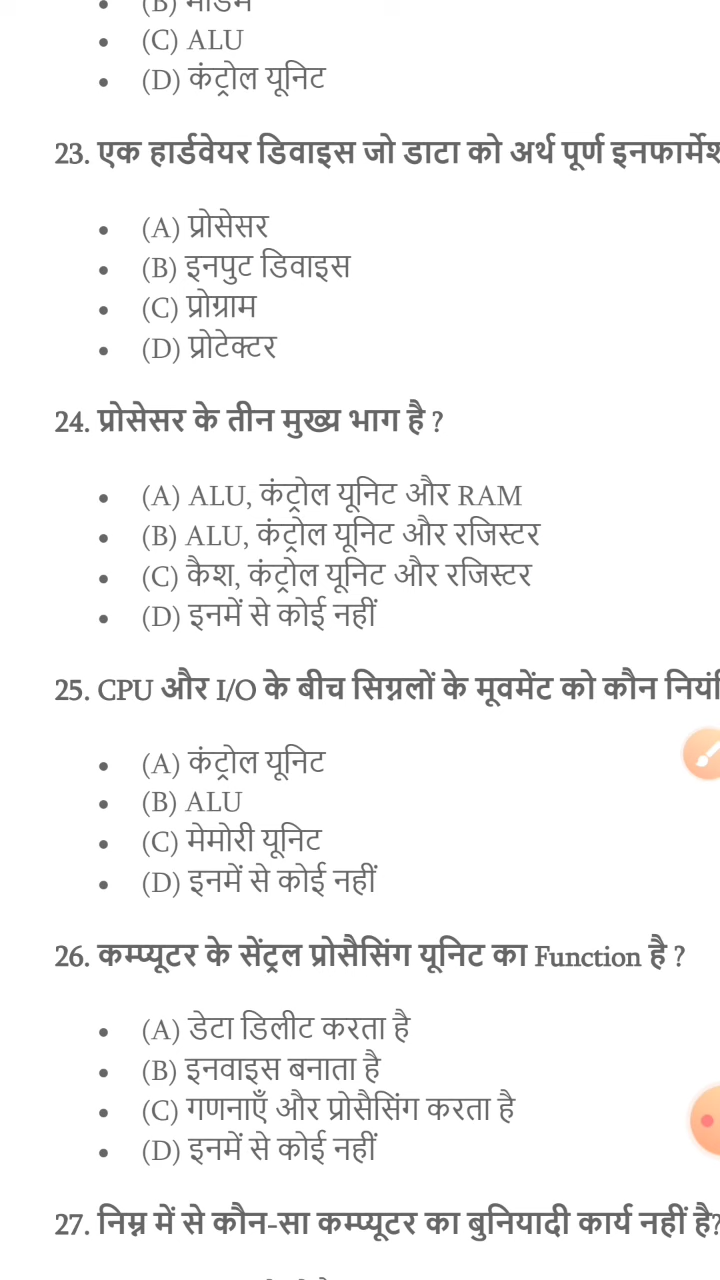 (C) ALU
(D) कंट्रोल यूनिट
23. एक हार्डवेयर डिवाइस जो डाटा को अर्थ पूर्ण
(A) प्रोसेसर
(B) इनपुट डिवाइस
(C) प्रोग्राम
(D) प्रोटेक्टर
24. प्रोसेसर के तीन मुख्य भाग है ?
(A) ALU, कंट्रोल यूनिट और RAM
(B) ALU, कंट्रोल यूनिट और रजिस्टर
(C) कैश, कंट्रोल यूनिट और रजिस्टर
(D) इनमें से कोई नहीं
25. CPU और I/O के बीच सिग्नलों के मूवमेंट को कौन
(A) कंट्रोल यूनिट
(B) ALU
(C) मेमोरी यूनिट
(D) इनमें से कोई नहीं
26. कम्प्यूटर के सेंट्रल प्रोसैसिंग यूनिट का Function है ?
(A) डेटा डिलीट करता है
(B) इनवाइस बनाता है
(C) गणनाएँ और प्रोसैसिंग करता है
(D) इनमें से कोई नहीं
27. निम्न में से कौन-सा कम्प्यूटर का बुनियादी कार्य नहीं है?